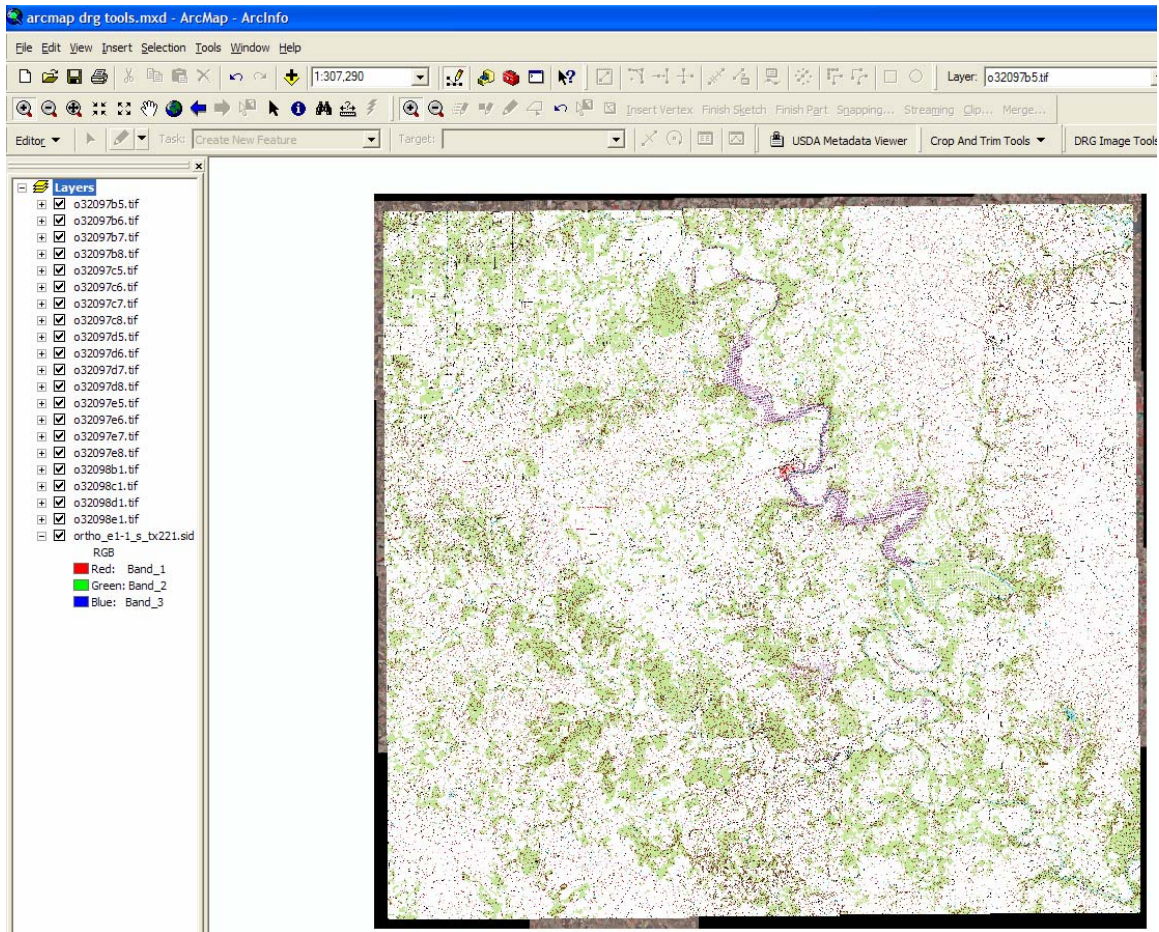 arcmap drg tools.mxd - ArcMap - ArcInfo
File Edit View Insert Selection Tools Window Help
1:307,290 Layer: o32097b5.tif
Insert Vertex Finish Sketch Finish Part Snapping... Streaming Clip... Merge...
Editor Task: Create New Feature Target: USDA Metadata Viewer Crop And Trim Tools DRG Image Tools
Layers
o32097b5.tif
o32097b6.tif
o32097b7.tif
o32097b8.tif
o32097c5.tif
o32097c6.tif
o32097c7.tif
o32097c8.tif
o32097d5.tif
o32097d6.tif
o32097d7.tif
o32097d8.tif
o32097e5.tif
o32097e6.tif
o32097e7.tif
o32097e8.tif
o32098b1.tif
o32098c1.tif
o32098d1.tif
o32098e1.tif
ortho_e1-1_s_tx221.sid
RGB
Red: Band_1
Green: Band_2
Blue: Band_3